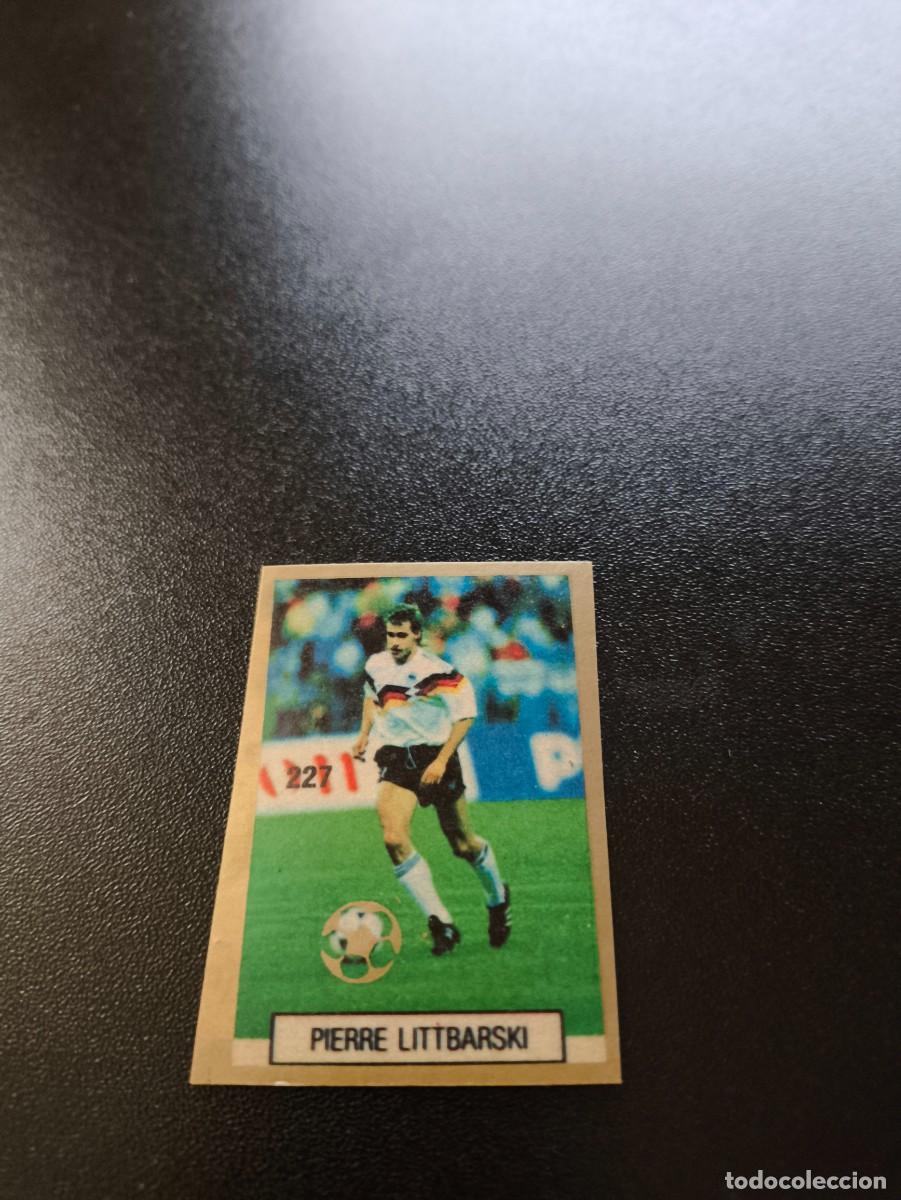 227
PIERRE LITTBARSKI
todocoleccion